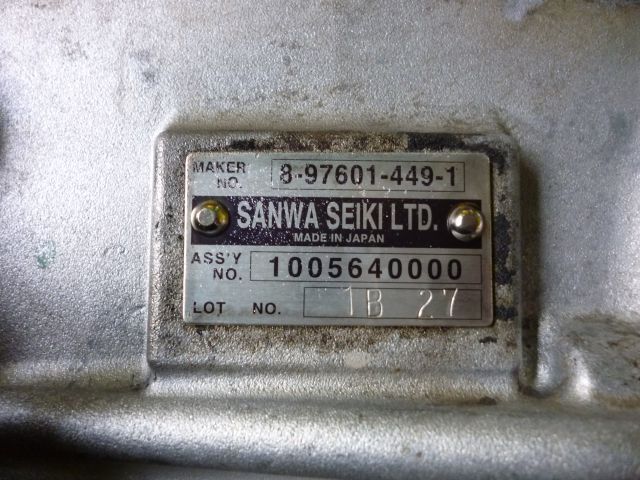 MAKER NO. 8-97601-449-1
SANWA SEIKI LTD.
MADE IN JAPAN
ASS'Y NO. 1005640000
LOT NO. 1B 27